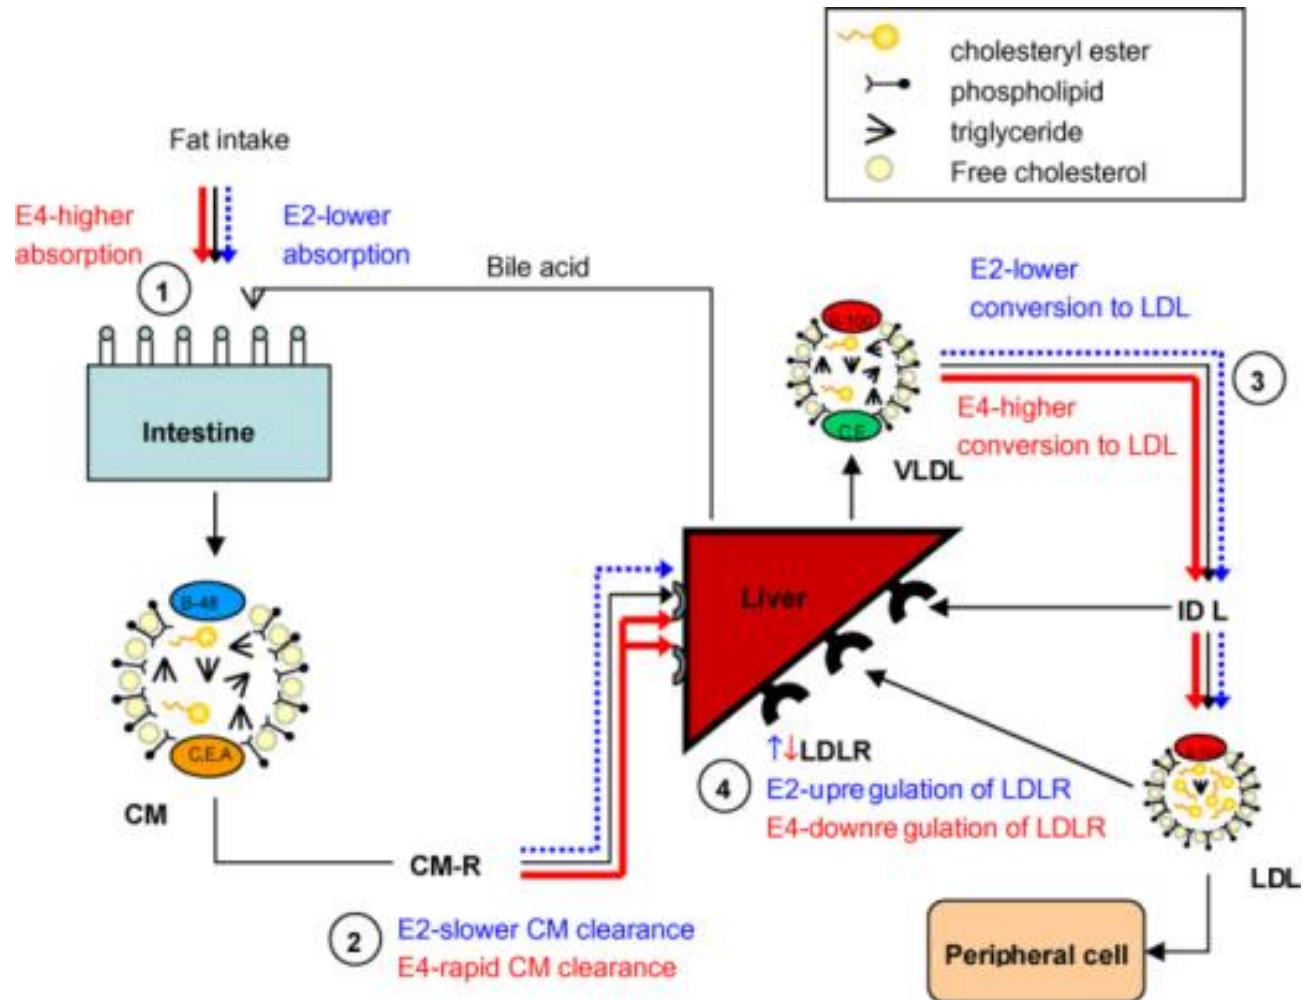 cholesteryl ester
phospholipid
triglyceride
Free cholesterol
Fat intake
E4-higher
absorption
E2-lower
absorption
1
Bile acid
Intestine
B-48
C.E.A
CM
CM-R
2
E2-slower CM clearance
E4-rapid CM clearance
Liver
C.E
VLDL
E2-lower
conversion to LDL
3
E4-higher
conversion to LDL
ID L
↑↓LDLR
4
E2-upre gulation of LDLR
E4-downre gulation of LDLR
LDL
Peripheral cell